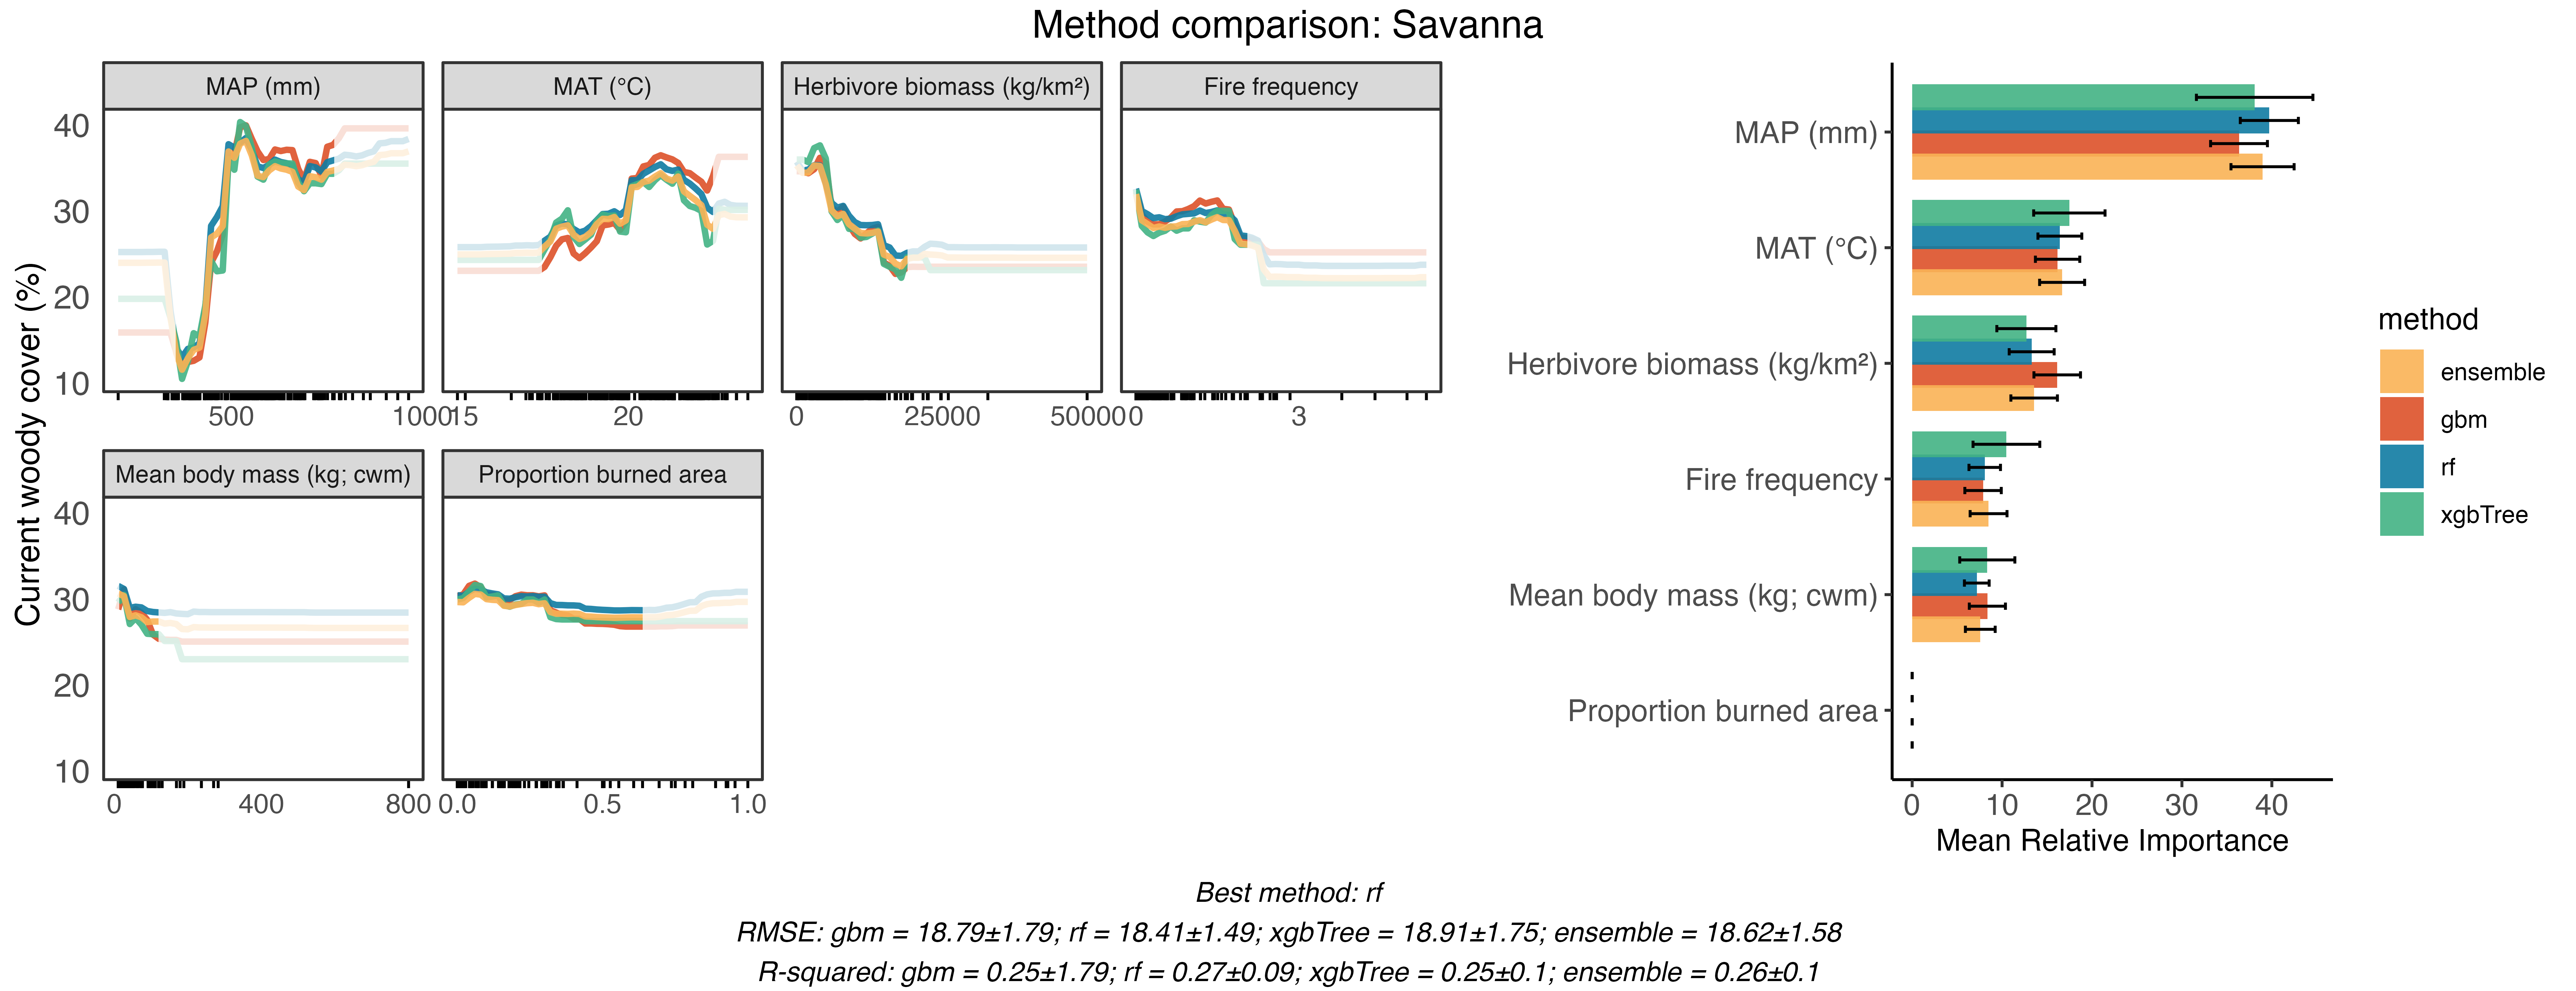 Method comparison: Savanna
Current woody cover (%)
MAP (mm)
MAT (°C)
Herbivore biomass (kg/km²)
Fire frequency
40
30
20
10
500
1000
15
20
0
25000
50000
0
3
Mean body mass (kg; cwm)
Proportion burned area
40
30
20
10
0
400
800
0.0
0.5
1.0
MAP (mm)
MAT (°C)
Herbivore biomass (kg/km²)
Fire frequency
Mean body mass (kg; cwm)
Proportion burned area
0
10
20
30
40
Mean Relative Importance
method
ensemble
gbm
rf
xgbTree
Best method: rf
RMSE: gbm = 18.79±1.79; rf = 18.41±1.49; xgbTree = 18.91±1.75; ensemble = 18.62±1.58
R-squared: gbm = 0.25±1.79; rf = 0.27±0.09; xgbTree = 0.25±0.1; ensemble = 0.26±0.1